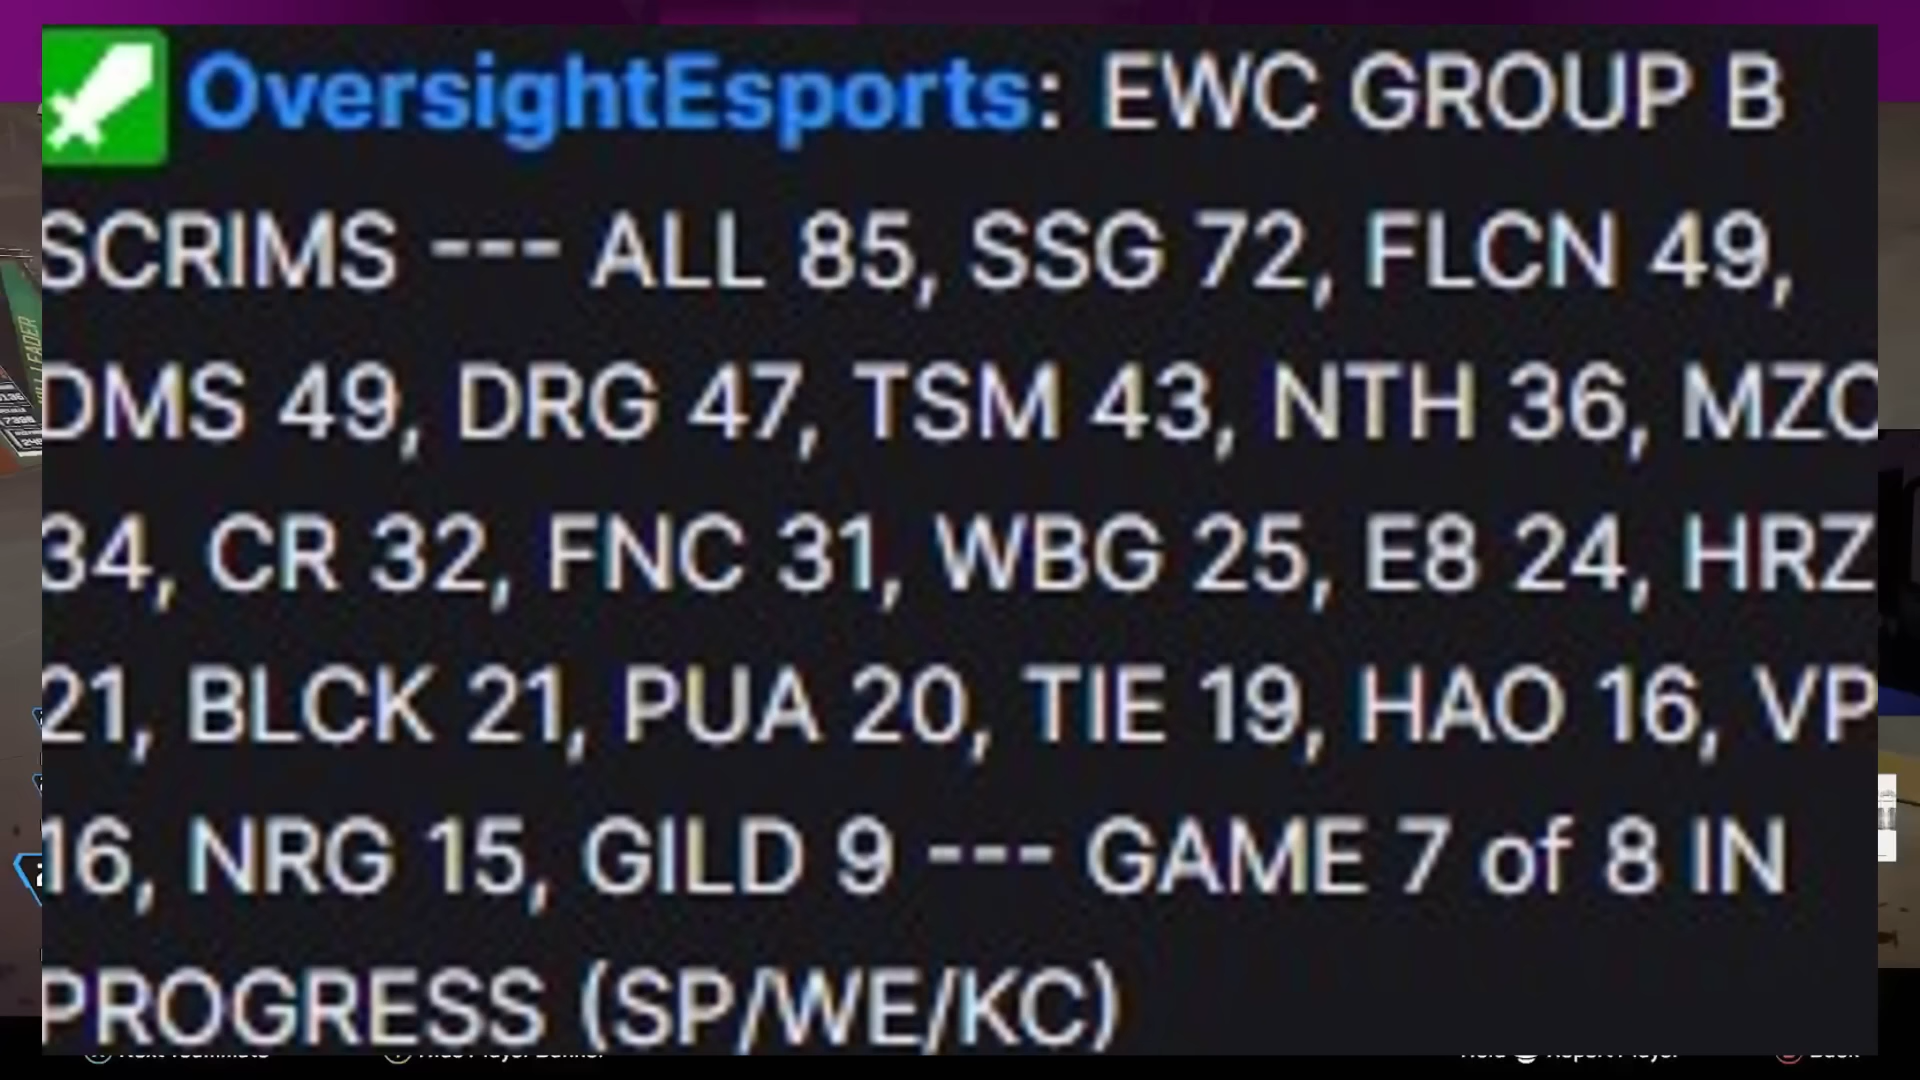 OversightEsports: EWC GROUP B
SCRIMS --- ALL 85, SSG 72, FLCN 49,
DMS 49, DRG 47, TSM 43, NTH 36, MZC
34, CR 32, FNC 31, WBG 25, E8 24, HRZ
21, BLCK 21, PUA 20, TIE 19, HAO 16, VP
16, NRG 15, GILD 9 --- GAME 7 of 8 IN
PROGRESS (SP/WE/KC)